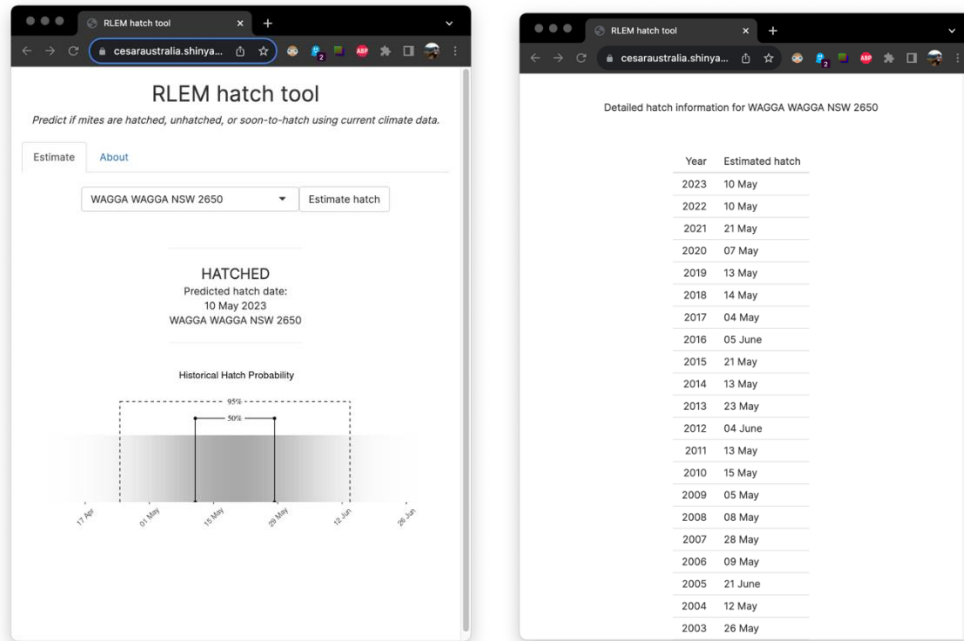 RLEM hatch tool
cesaraustralia.shinya...
2
ABP
RLEM hatch tool
Predict if mites are hatched, unhatched, or soon-to-hatch using current climate data.
Estimate About
WAGGA WAGGA NSW 2650 Estimate hatch
HATCHED
Predicted hatch date:
10 May 2023
WAGGA WAGGA NSW 2650
Historical Hatch Probability
95%
50%
17 Apr 01 May 15 May 29 May 12 Jun 26 Jun
RLEM hatch tool
cesaraustralia.shinya...
2
ABP
Detailed hatch information for WAGGA WAGGA NSW 2650
Year Estimated hatch
2023 10 May
2022 10 May
2021 21 May
2020 07 May
2019 13 May
2018 14 May
2017 04 May
2016 05 June
2015 21 May
2014 13 May
2013 23 May
2012 04 June
2011 13 May
2010 15 May
2009 05 May
2008 08 May
2007 28 May
2006 09 May
2005 21 June
2004 12 May
2003 26 May